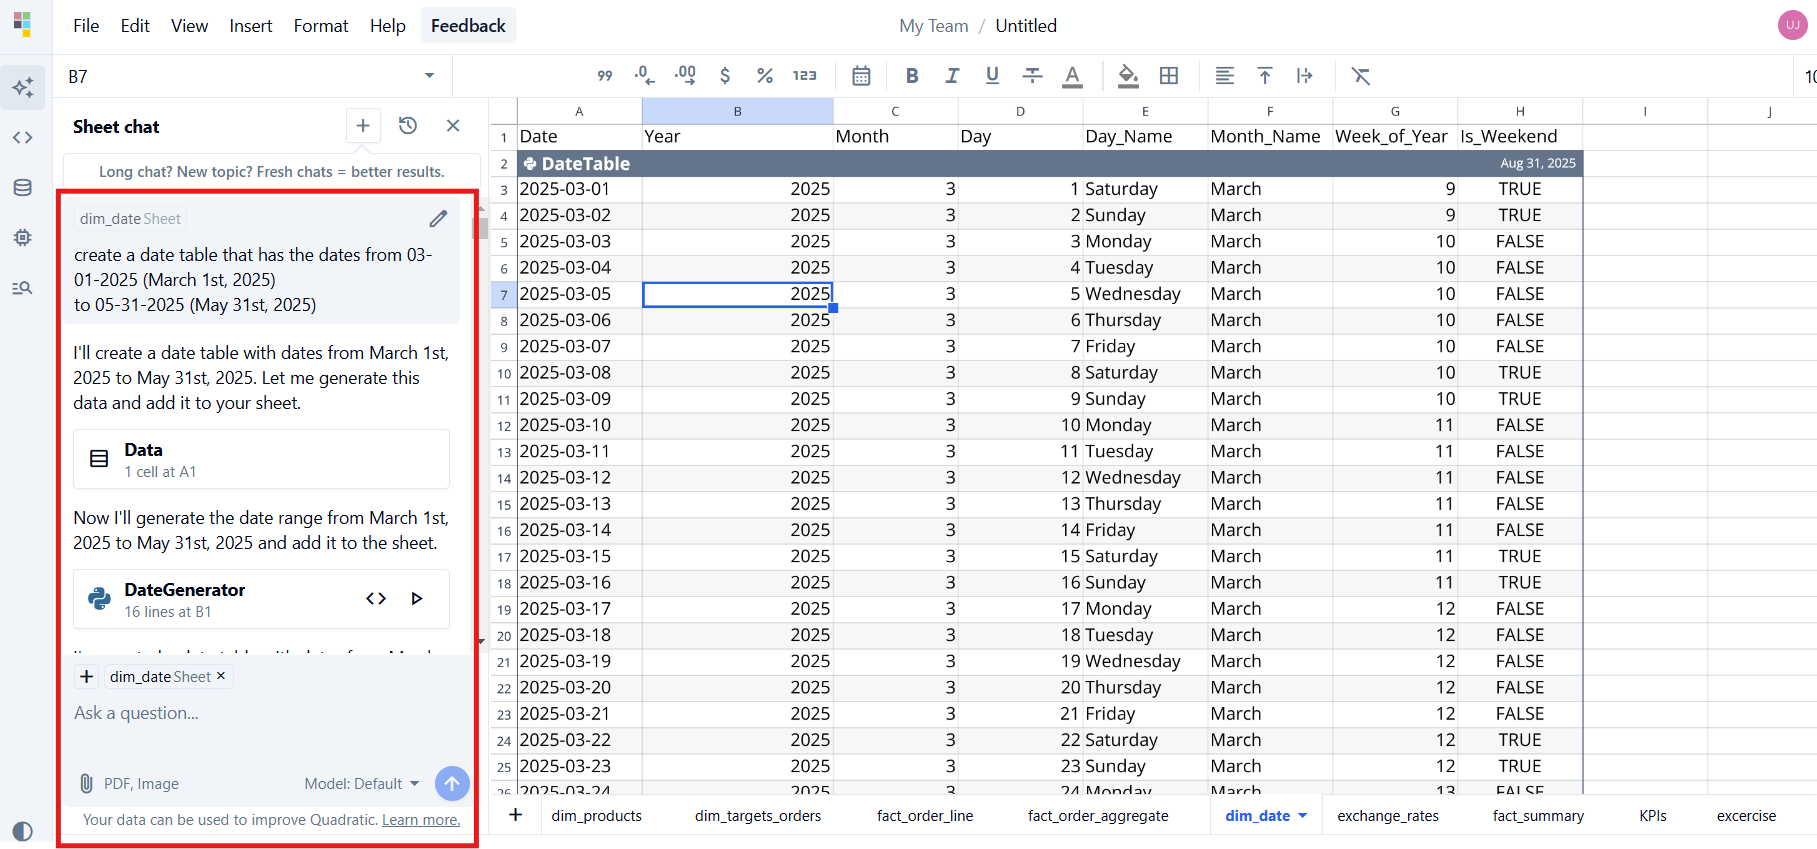 File Edit View Insert Format Help Feedback
My Team / Untitled
UJ
B7
99 .0 .00 $ % 123
B I U A
10
Sheet chat
Long chat? New topic? Fresh chats = better results.
dim_date Sheet
create a date table that has the dates from 03-
01-2025 (March 1st, 2025)
to 05-31-2025 (May 31st, 2025)
I'll create a date table with dates from March 1st,
2025 to May 31st, 2025. Let me generate this
data and add it to your sheet.
Data
1 cell at A1
Now I'll generate the date range from March 1st,
2025 to May 31st, 2025 and add it to the sheet.
DateGenerator
16 lines at B1
dim_date Sheet
Ask a question...
PDF, Image
Model: Default
Your data can be used to improve Quadratic. Learn more.
A B C D E F G H I J
1 Date Year Month Day Day_Name Month_Name Week_of_Year Is_Weekend
2 DateTable Aug 31, 2025
3 2025-03-01 2025 3 1 Saturday March 9 TRUE
4 2025-03-02 2025 3 2 Sunday March 9 TRUE
5 2025-03-03 2025 3 3 Monday March 10 FALSE
6 2025-03-04 2025 3 4 Tuesday March 10 FALSE
7 2025-03-05 2025 3 5 Wednesday March 10 FALSE
8 2025-03-06 2025 3 6 Thursday March 10 FALSE
9 2025-03-07 2025 3 7 Friday March 10 FALSE
10 2025-03-08 2025 3 8 Saturday March 10 TRUE
11 2025-03-09 2025 3 9 Sunday March 10 TRUE
12 2025-03-10 2025 3 10 Monday March 11 FALSE
13 2025-03-11 2025 3 11 Tuesday March 11 FALSE
14 2025-03-12 2025 3 12 Wednesday March 11 FALSE
15 2025-03-13 2025 3 13 Thursday March 11 FALSE
16 2025-03-14 2025 3 14 Friday March 11 FALSE
17 2025-03-15 2025 3 15 Saturday March 11 TRUE
18 2025-03-16 2025 3 16 Sunday March 11 TRUE
19 2025-03-17 2025 3 17 Monday March 12 FALSE
20 2025-03-18 2025 3 18 Tuesday March 12 FALSE
21 2025-03-19 2025 3 19 Wednesday March 12 FALSE
22 2025-03-20 2025 3 20 Thursday March 12 FALSE
23 2025-03-21 2025 3 21 Friday March 12 FALSE
24 2025-03-22 2025 3 22 Saturday March 12 TRUE
25 2025-03-23 2025 3 23 Sunday March 12 TRUE
26 2025-03-24 2025 3 24 Monday March 13 FALSE
dim_products dim_targets_orders fact_order_line fact_order_aggregate dim_date exchange_rates fact_summary KPIs excercise